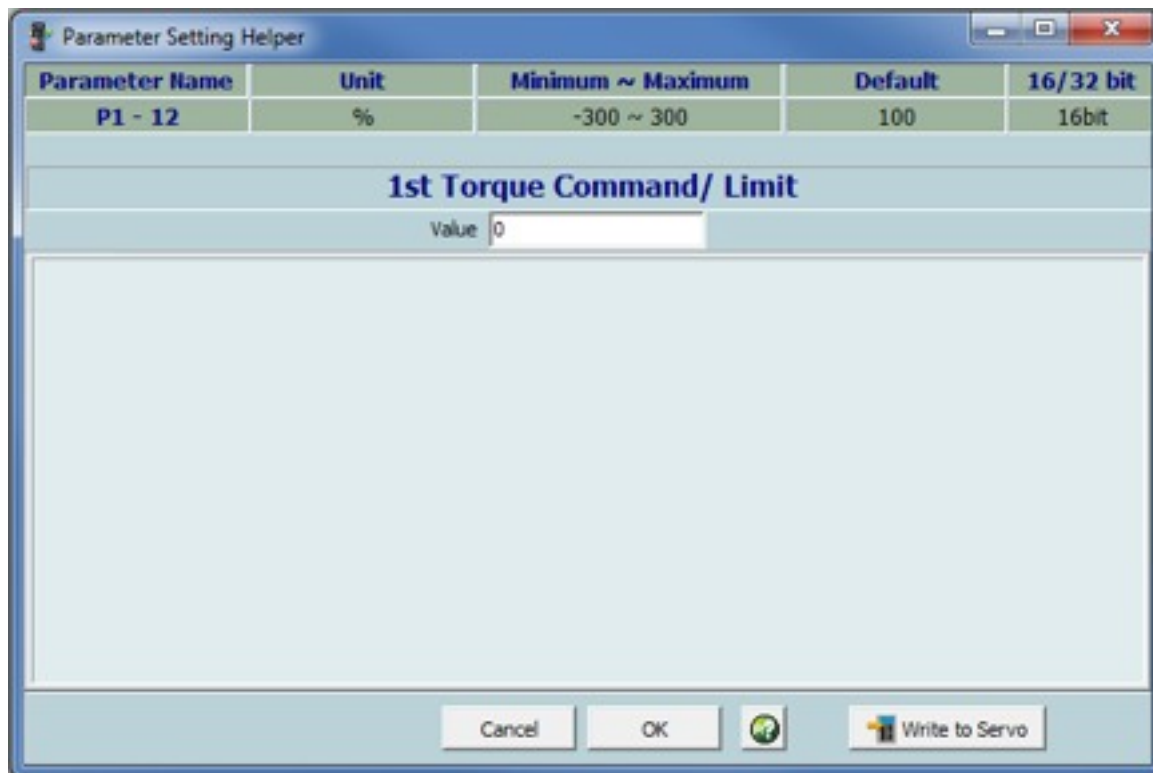 Parameter Setting Helper
Parameter Name Unit Minimum ~ Maximum Default 16/32 bit
P1 - 12 % -300 ~ 300 100 16bit
1st Torque Command/ Limit
Value 0
Cancel OK Write to Servo